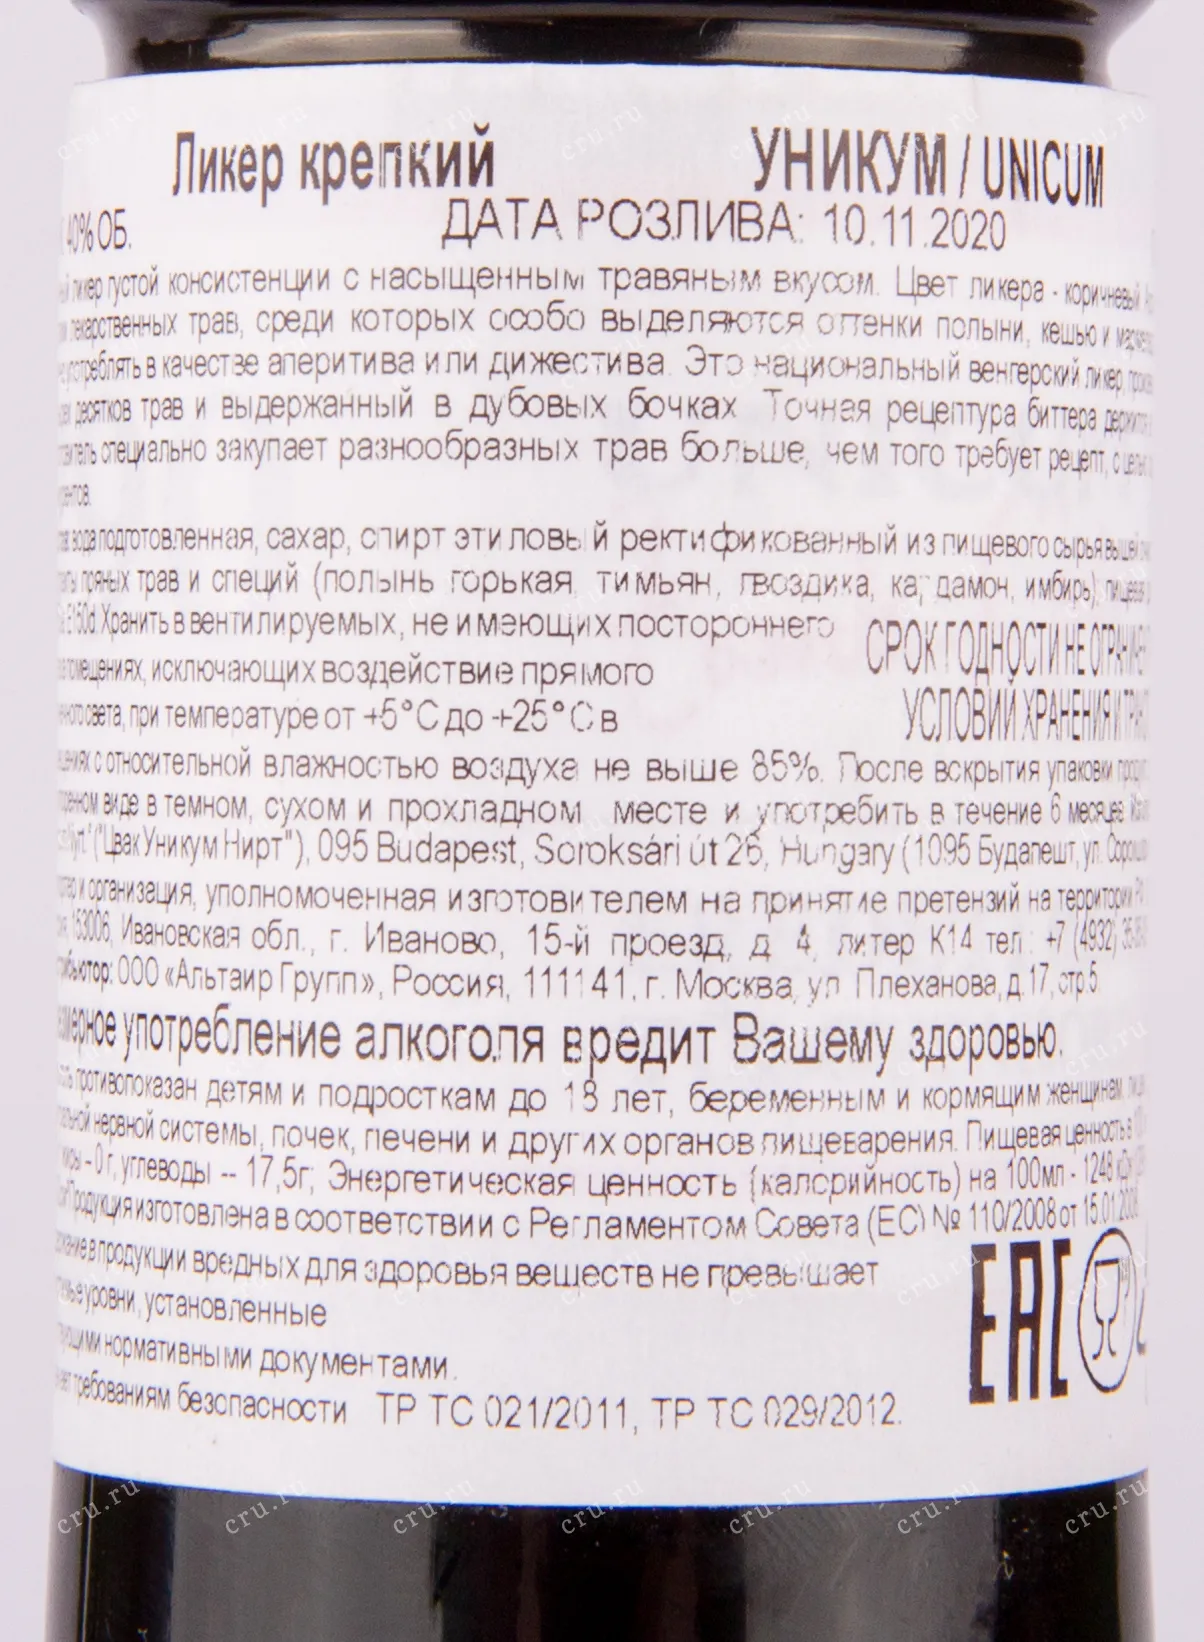 Ликер крепкий УНИКУМ / UNICUM
40% ОБ. ДАТА РОЗЛИВА: 10.11.2020
ликер густой консистенции с насыщенным травяным вкусом. Цвет ликера - коричневый
лекарственных трав, среди которых особо выделяются оттенки полыни, кешью и
употреблять в качестве аперитива или дижестива. Это национальный венгерский ликер,
десятков трав и выдержанный в дубовых бочках. Точная рецептура биттера держится
специально закупает разнообразных трав больше, чем того требует рецепт, с целью
вода подготовленная, сахар, спирт этиловый ректификованный из пищевого сырья
пряных трав и специй (полынь горькая, тимьян, гвоздика, кардамон, имбирь), пищевая
E150d. Хранить в вентилируемых, не имеющих постороннего
помещениях, исключающих воздействие прямого
света, при температуре от +5°С до +25°С в
СРОК ГОДНОСТИ НЕ
УСЛОВИЙ ХРАНЕНИЯ И
с относительной влажностью воздуха не выше 85%. После вскрытия упаковки
виде в темном, сухом и прохладном месте и употребить в течение 6 месяцев.
("Цвак Уникум Нирт"), 095 Budapest, Soroksári út 26, Hungary (1095 Будапешт, ул.
и организация, уполномоченная изготовителем на принятие претензий на территории
153006, Ивановская обл., г. Иваново, 15-й проезд, д 4, литер К14 тел.: +7 (4932)
ООО «Альтаир Групп», Россия, 111141, г. Москва, ул Плеханова, д.17, стр.5.
употребление алкоголя вредит Вашему здоровью.
противопоказан детям и подросткам до 18 лет, беременным и кормящим женщинам,
нервной системы, почек, печени и других органов пищеварения. Пищевая ценность в
– 0 г, углеводы -- 17,5г; Энергетическая ценность (калорийность) на 100мл - 1248
Продукция изготовлена в соответствии с Регламентом Совета (ЕС) № 110/2008 от 15.01.2008
в продукции вредных для здоровья веществ не превышает
уровни, установленные
нормативными документами.
требованиям безопасности ТР ТС 021/2011, ТР ТС 029/2012.
EAC